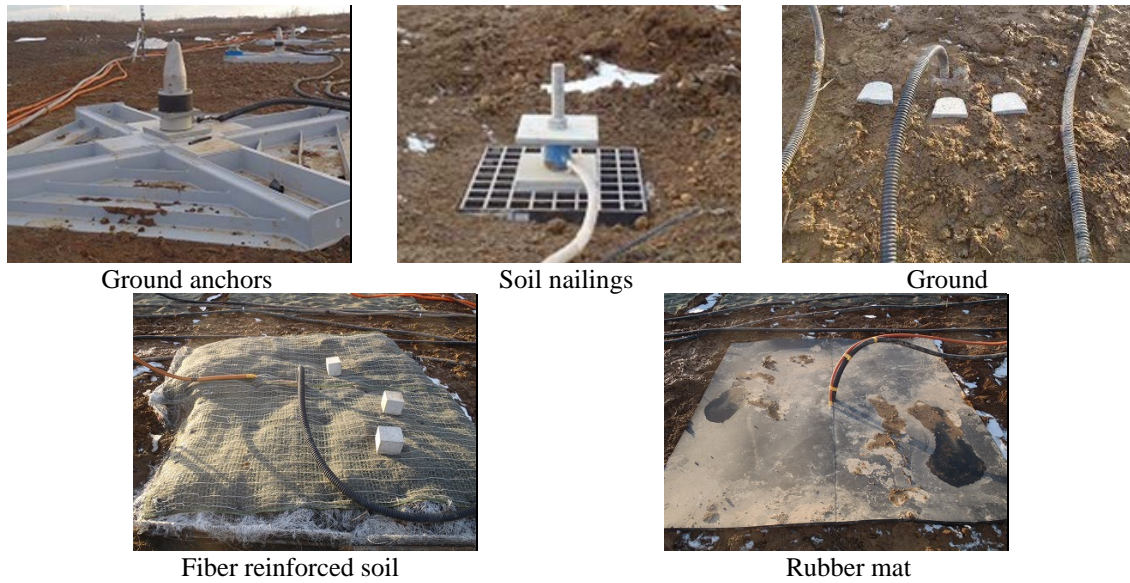 Ground anchors
Soil nailings
Ground
Fiber reinforced soil
Rubber mat